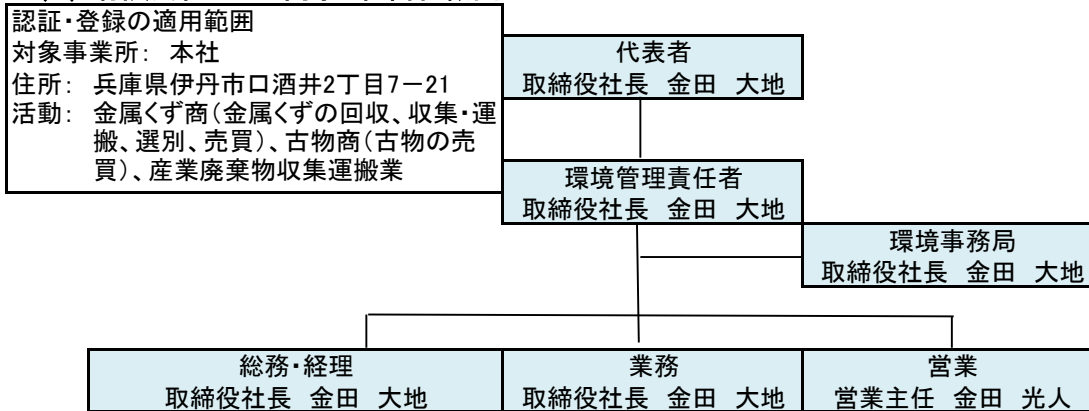 認証・登録の適用範囲
対象事業所: 本社
住所: 兵庫県伊丹市口酒井2丁目7-21
活動: 金属くず商(金属くずの回収、収集・運
搬、選別、売買)、古物商(古物の売
買)、産業廃棄物収集運搬業
代表者
取締役社長 金田 大地
環境管理責任者
取締役社長 金田 大地
環境事務局
取締役社長 金田 大地
総務・経理
取締役社長 金田 大地
業務
取締役社長 金田 大地
営業
営業主任 金田 光人